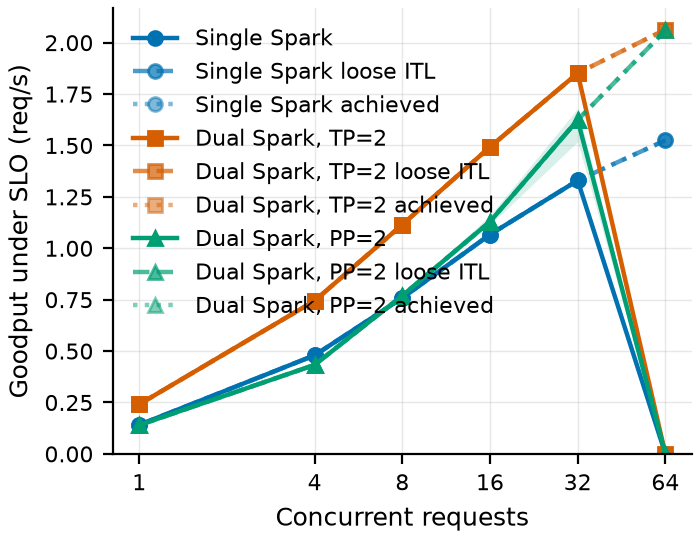 Goodput under SLO (req/s)
2.00
1.75
1.50
1.25
1.00
0.75
0.50
0.25
0.00
Single Spark
Single Spark loose ITL
Single Spark achieved
Dual Spark, TP=2
Dual Spark, TP=2 loose ITL
Dual Spark, TP=2 achieved
Dual Spark, PP=2
Dual Spark, PP=2 loose ITL
Dual Spark, PP=2 achieved
1 4 8 16 32 64
Concurrent requests